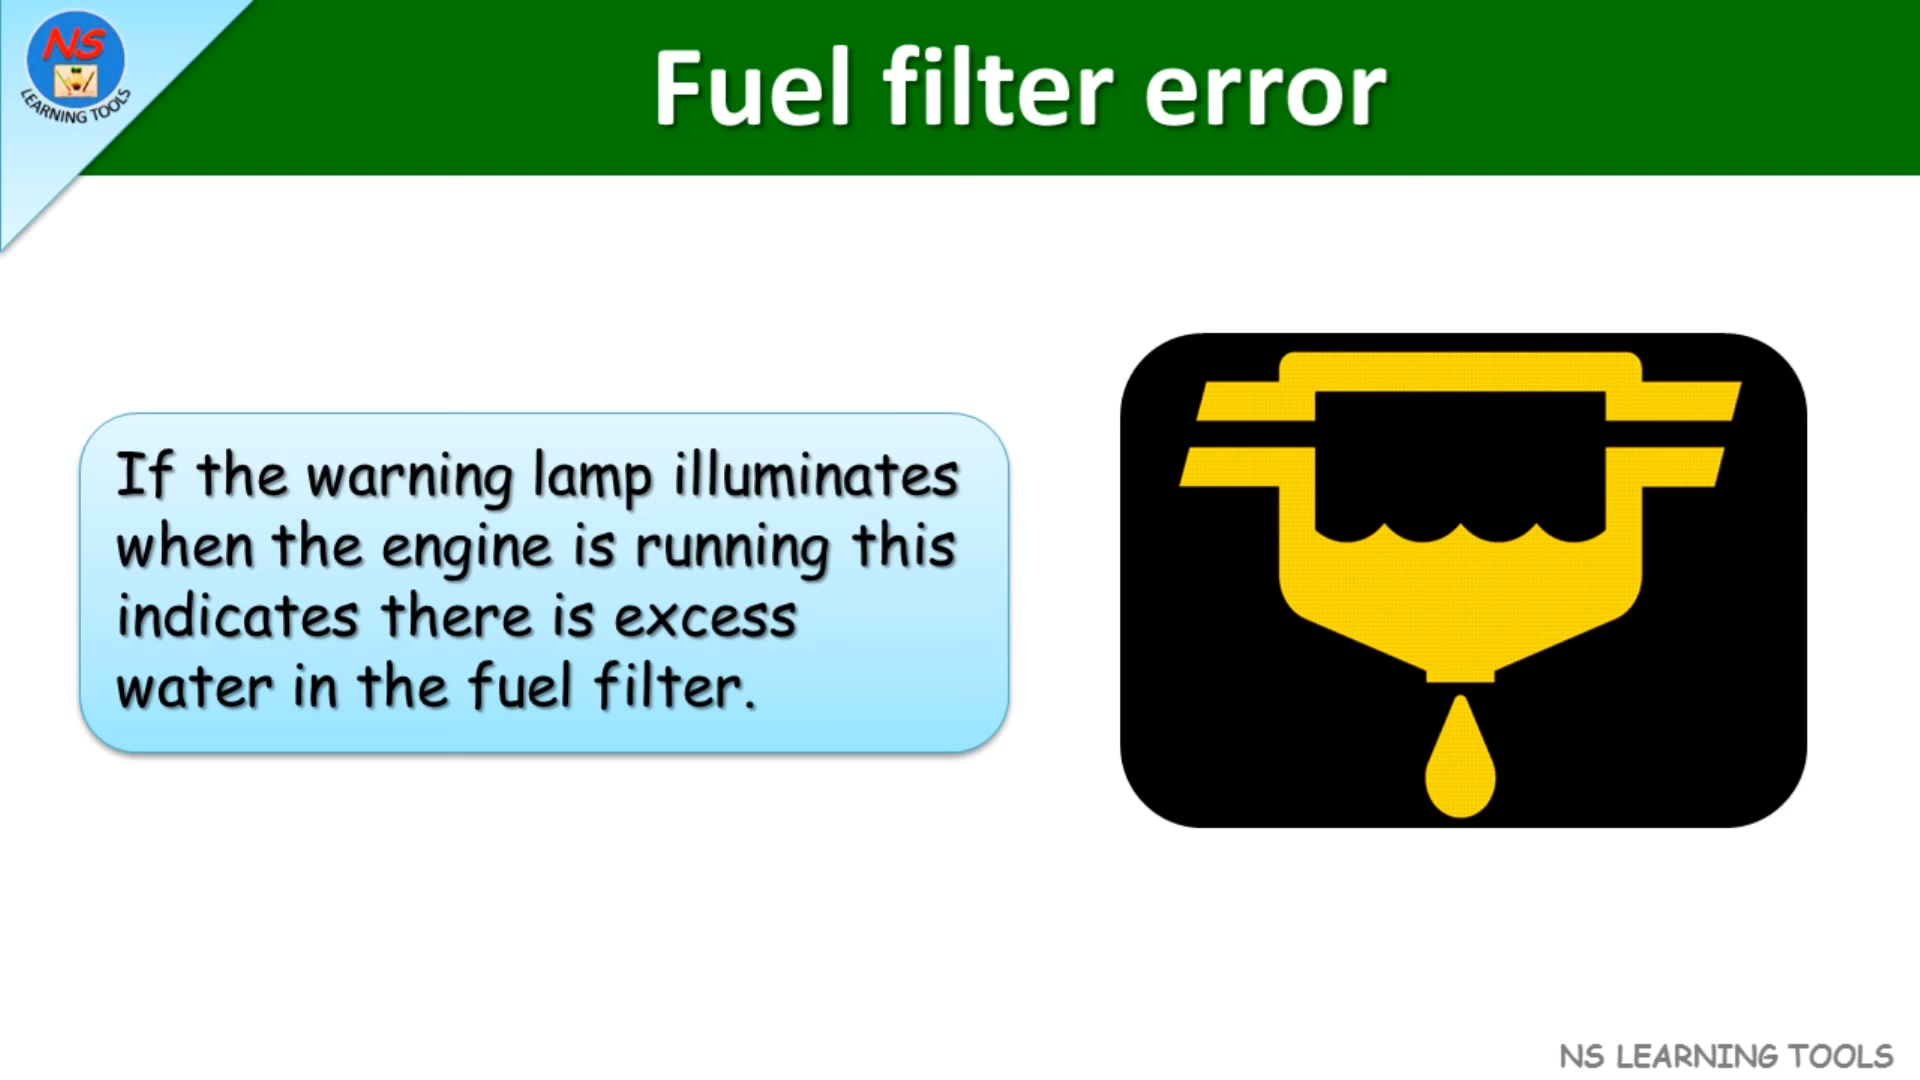 NS
LEARNING TOOLS
Fuel filter error
If the warning lamp illuminates
when the engine is running this
indicates there is excess
water in the fuel filter.
NS LEARNING TOOLS